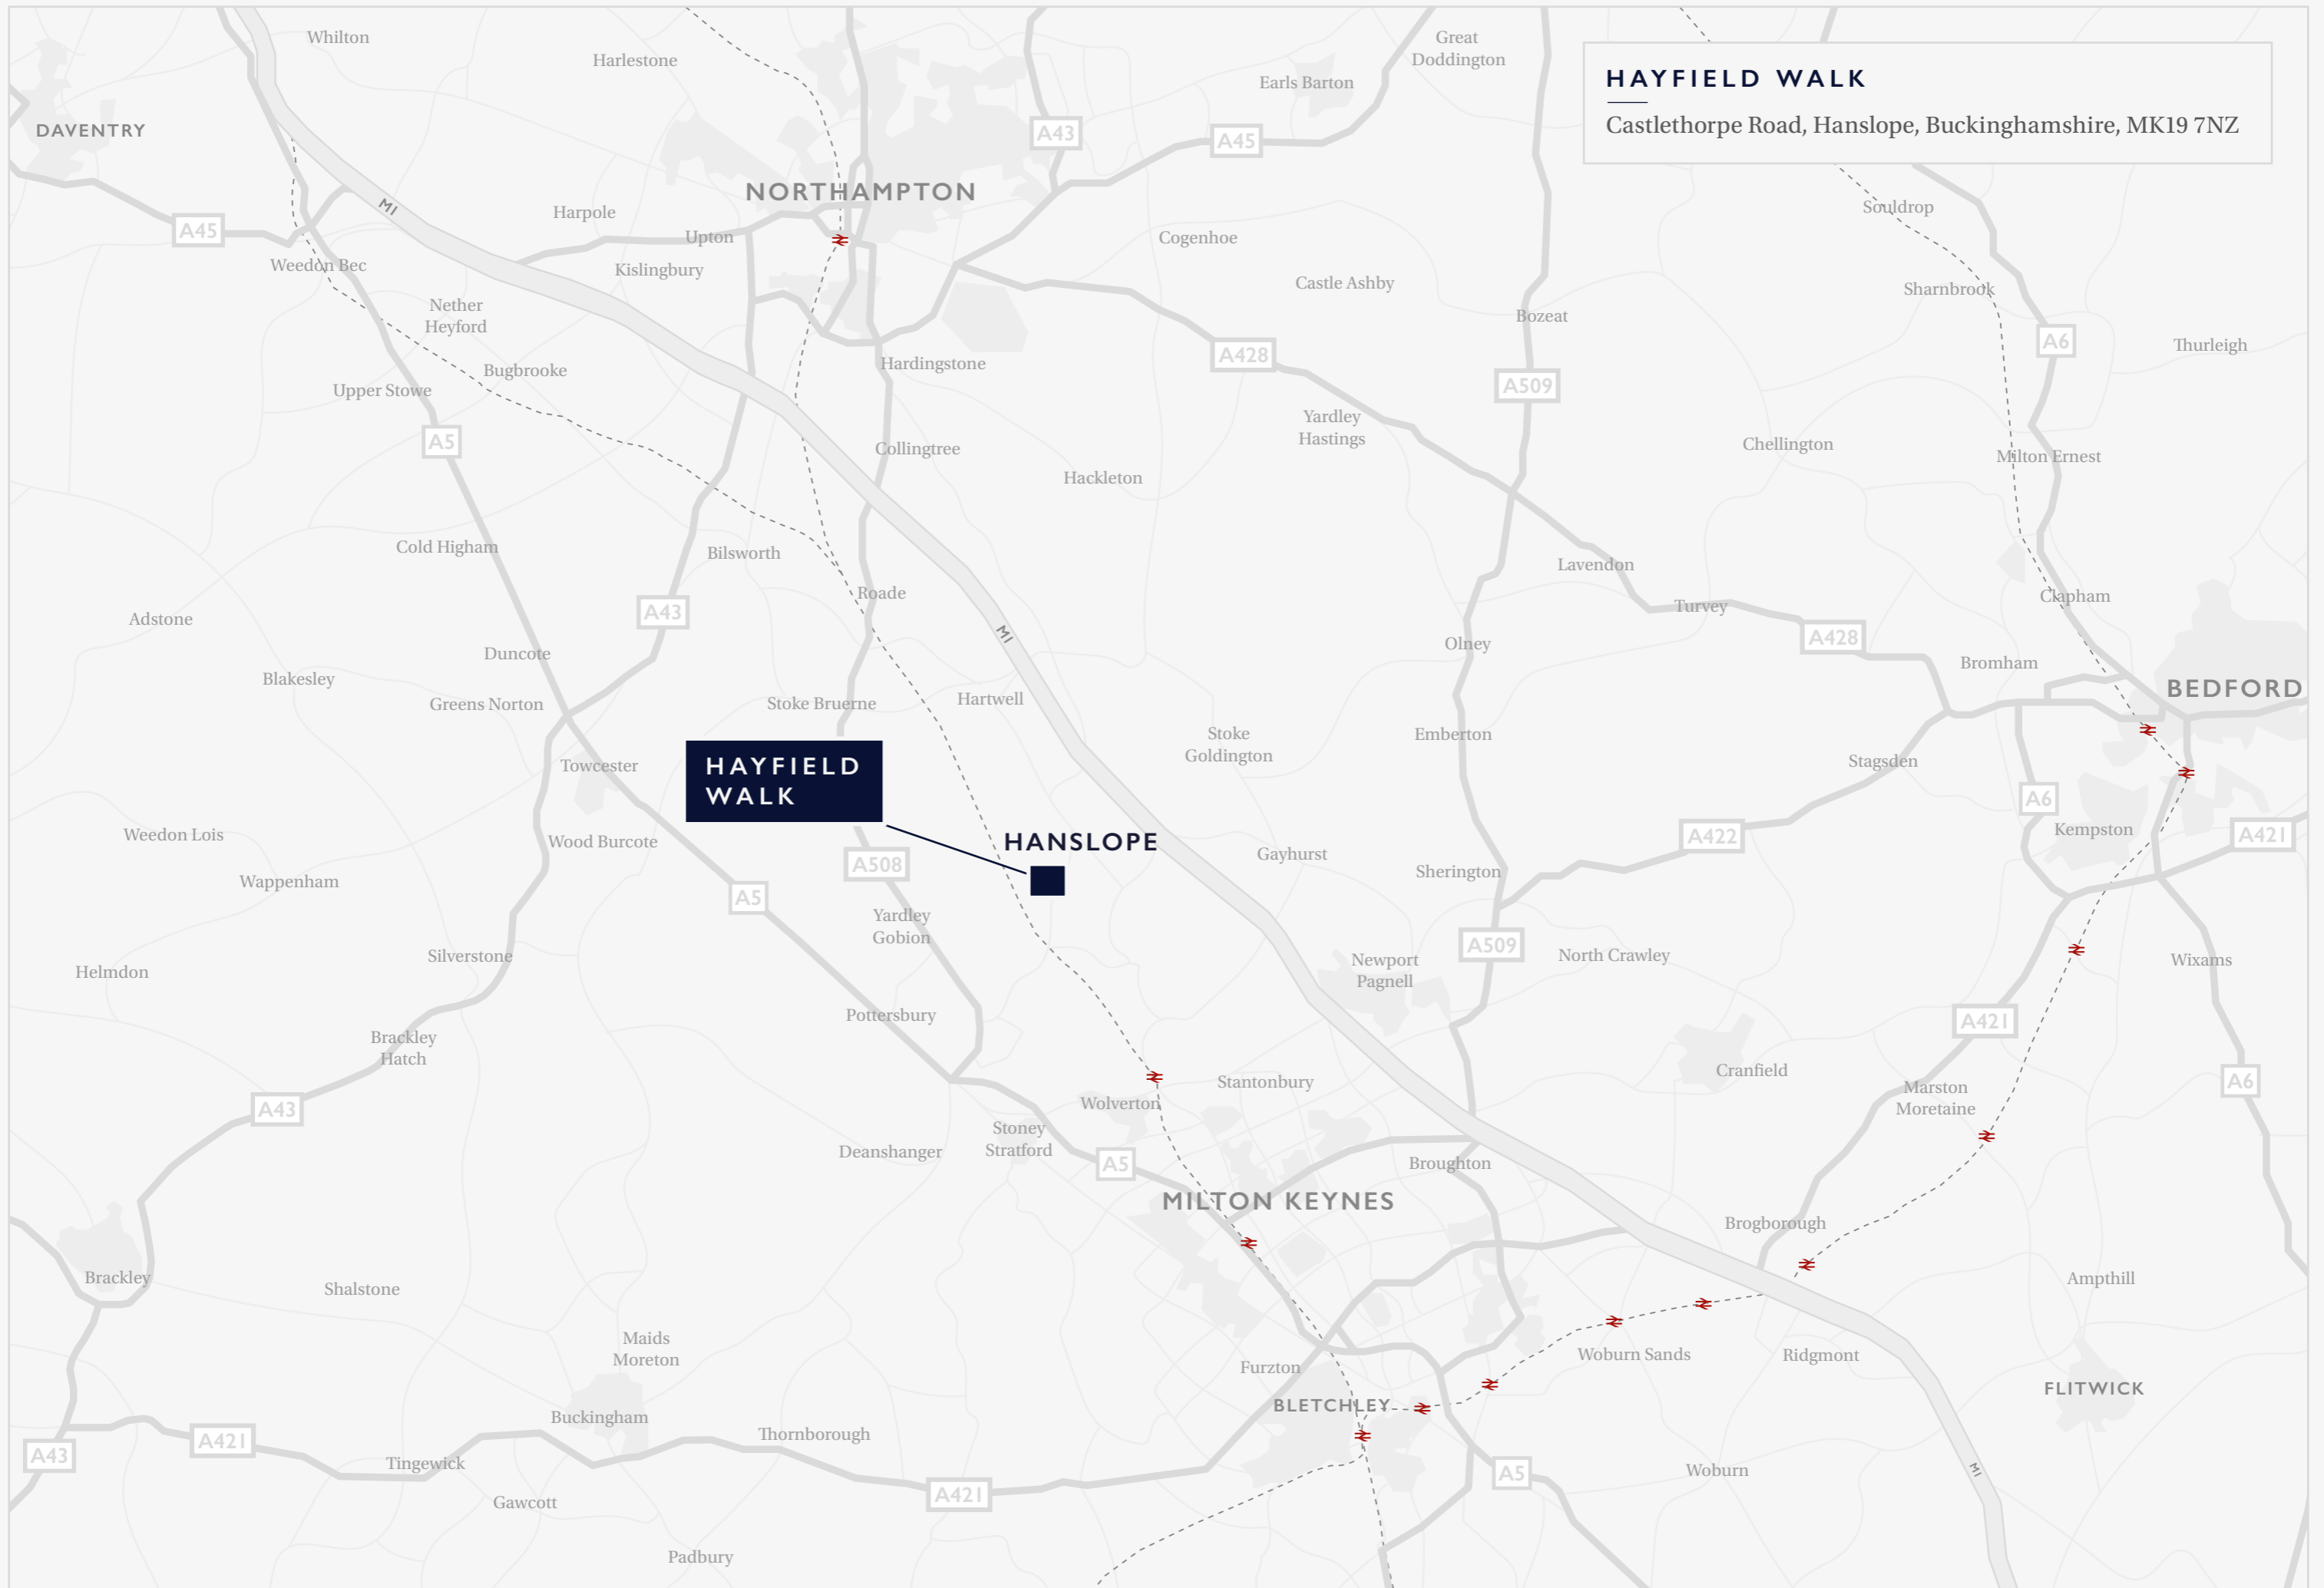 Whilton
Harlestone
Great
Doddington
Earls Barton
HAYFIELD WALK
Castlethorpe Road, Hanslope, Buckinghamshire, MK19 7NZ
DAVENTRY
A43
A45
NORTHAMPTON
MI
Harpole
Souldrop
A45
Upton
Cogenhoe
Weedon Bec
Kislingbury
Castle Ashby
Sharnbrook
Nether
Heyford
Bozeat
A6
Thurleigh
A428
Hardingstone
Bugbrooke
Upper Stowe
A509
Yardley
Hastings
A5
Collingtree
Chellington
Milton Ernest
Hackleton
Cold Higham
Bilsworth
Lavendon
Roade
Clapham
Turvey
A43
Adstone
MI
A428
Olney
Duncote
Bromham
Blakesley
BEDFORD
Hartwell
Greens Norton
Stoke Bruerne
Stoke
Goldington
Emberton
Stagsden
Towcester
HAYFIELD
WALK
A6
Weedon Lois
Kempston
A421
A422
Wood Burcote
HANSLOPE
Gayhurst
A508
Sherington
Wappenham
A5
Yardley
Gobion
A509
Silverstone
North Crawley
Newport
Pagnell
Wixams
Helmdon
Pottersbury
A421
Brackley
Hatch
Cranfield
Stantonbury
A6
Marston
Moretaine
Wolverton
A43
Stoney
Stratford
Deanshanger
A5
Broughton
MILTON KEYNES
Brogborough
Brackley
Ampthill
Shalstone
Maids
Moreton
Woburn Sands
Ridgmont
Furzton
FLITWICK
BLETCHLEY
Buckingham
Thornborough
A421
A43
Tingewick
MI
Woburn
A5
A421
Gawcott
Padbury